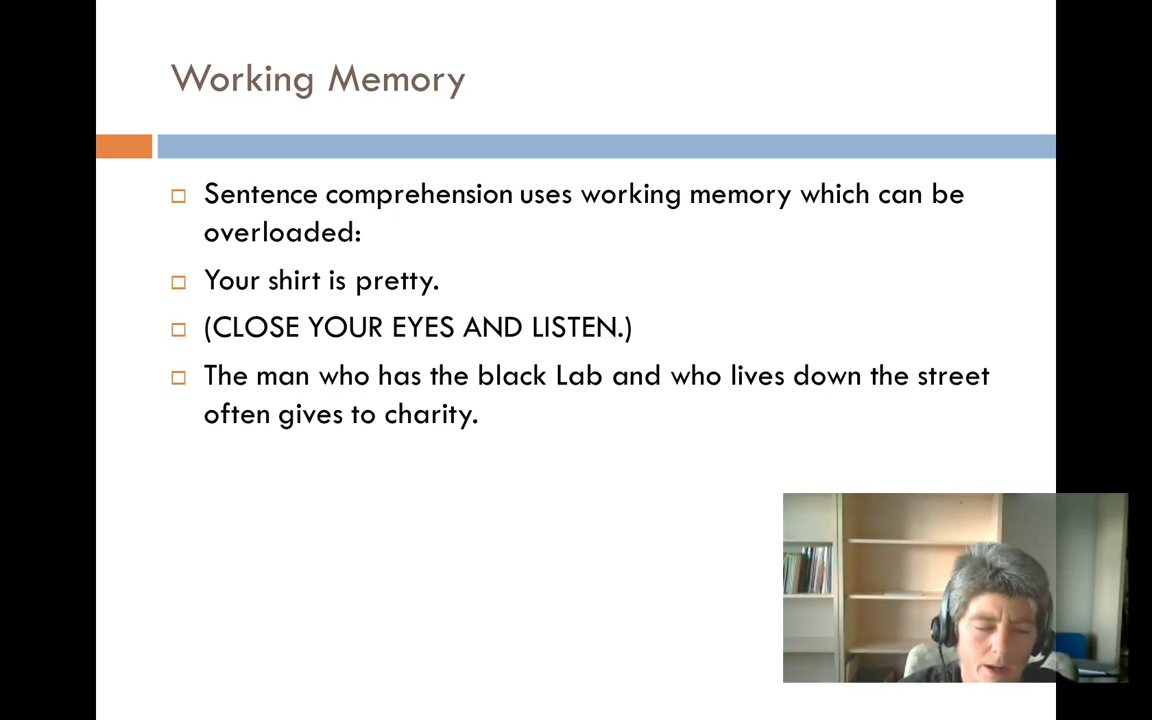 Working Memory
Sentence comprehension uses working memory which can be
overloaded:
Your shirt is pretty.
(CLOSE YOUR EYES AND LISTEN.)
The man who has the black Lab and who lives down the street
often gives to charity.